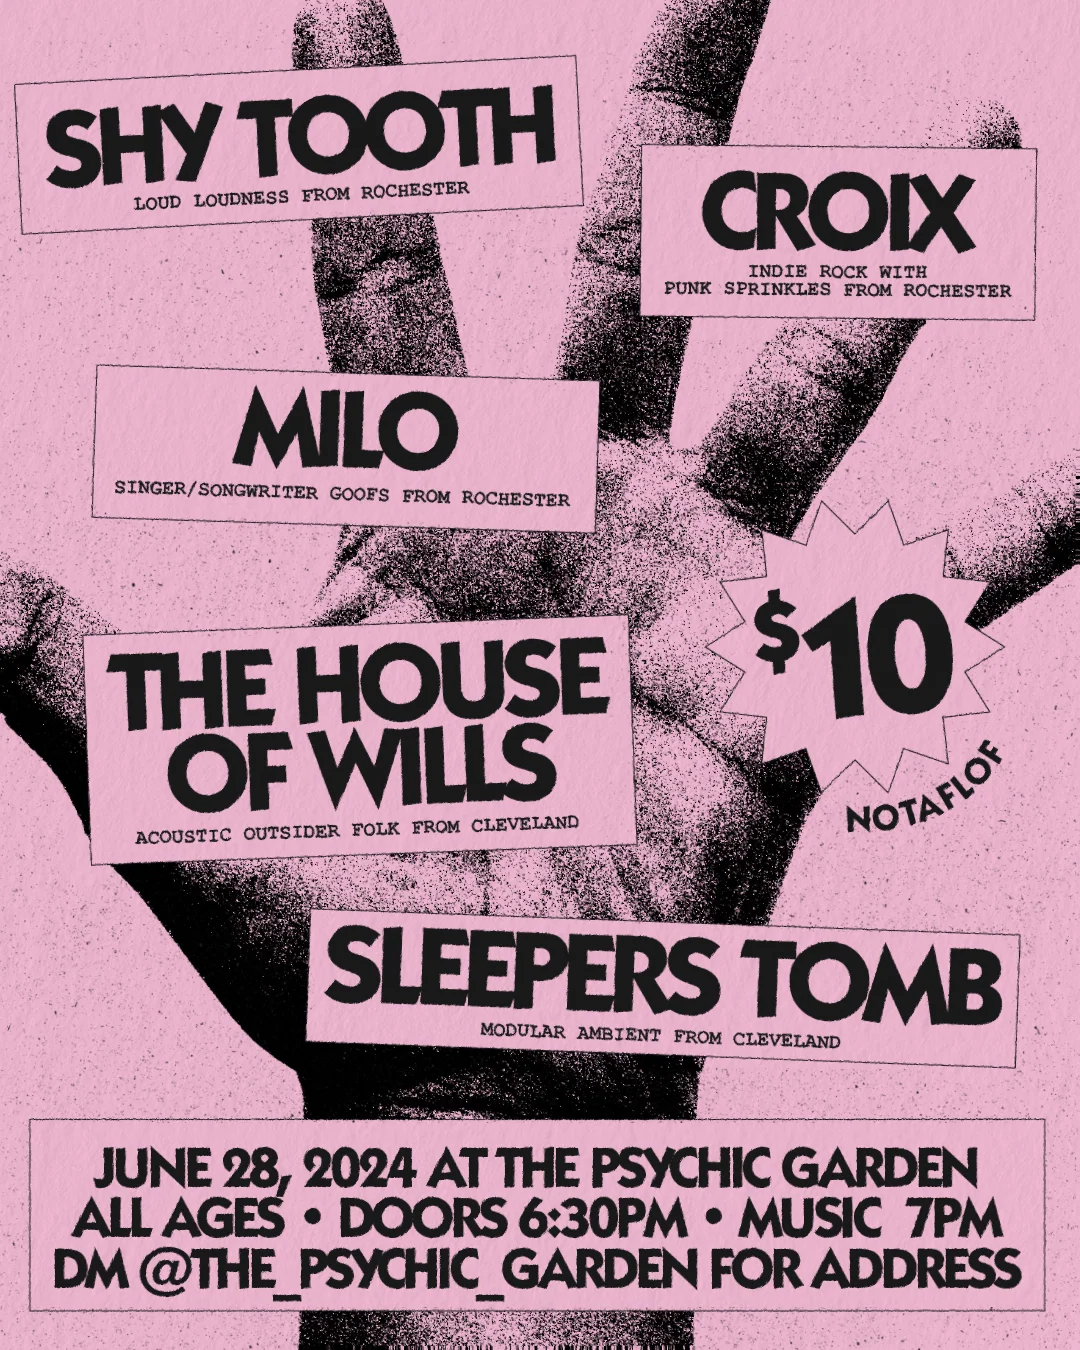 SHY TOOTH
LOUD LOUDNESS FROM ROCHESTER
CROIX
INDIE ROCK WITH
PUNK SPRINKLES FROM ROCHESTER
MILO
SINGER/SONGWRITER GOOFS FROM ROCHESTER
$10
NOTAFLOF
THE HOUSE
OF WILLS
ACOUSTIC OUTSIDER FOLK FROM CLEVELAND
SLEEPERS TOMB
MODULAR AMBIENT FROM CLEVELAND
JUNE 28, 2024 AT THE PSYCHIC GARDEN
ALL AGES • DOORS 6:30PM • MUSIC 7PM
DM @THE_PSYCHIC_GARDEN FOR ADDRESS